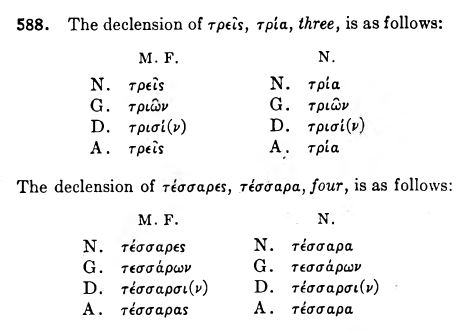 588. The declension of τρεῖς, τρία, three, is as follows:
M. F. N.
N. τρεῖς N. τρία
G. τριῶν G. τριῶν
D. τρισί(ν) D. τρισί(ν)
A. τρεῖς A. τρία
The declension of τέσσαρες, τέσσαρα, four, is as follows:
M. F. N.
N. τέσσαρες N. τέσσαρα
G. τεσσάρων G. τεσσάρων
D. τέσσαρσι(ν) D. τέσσαρσι(ν)
A. τέσσαρας A. τέσσαρα